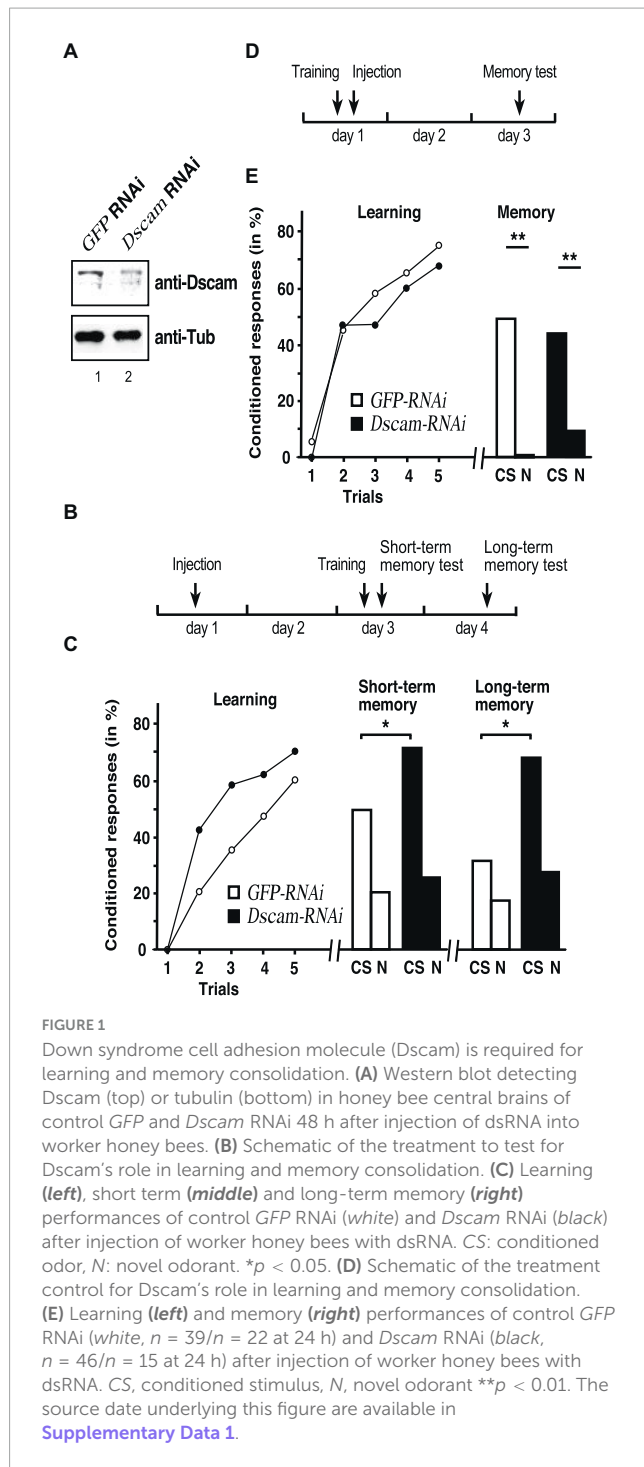 A
GFP RNAi
Dscam RNAi
anti-Dscam
anti-Tub
1 2
D
Training Injection Memory test
day 1 day 2 day 3
E
Learning Memory
Conditioned responses (in %)
80
60
40
20
0
** **
GFP-RNAi
Dscam-RNAi
1 2 3 4 5
Trials
CS N CS N
B
Injection Training Short-term memory test Long-term memory test
day 1 day 2 day 3 day 4
C
Learning Short-term memory Long-term memory
Conditioned responses (in %)
80
60
40
20
0
* *
GFP-RNAi
Dscam-RNAi
1 2 3 4 5
Trials
CS N CS N CS N CS N
FIGURE 1
Down syndrome cell adhesion molecule (Dscam) is required for
learning and memory consolidation. (A) Western blot detecting
Dscam (top) or tubulin (bottom) in honey bee central brains of
control GFP and Dscam RNAi 48 h after injection of dsRNA into
worker honey bees. (B) Schematic of the treatment to test for
Dscam's role in learning and memory consolidation. (C) Learning
(left), short term (middle) and long-term memory (right)
performances of control GFP RNAi (white) and Dscam RNAi (black)
after injection of worker honey bees with dsRNA. CS: conditioned
odor, N: novel odorant. *p < 0.05. (D) Schematic of the treatment
control for Dscam's role in learning and memory consolidation.
(E) Learning (left) and memory (right) performances of control GFP
RNAi (white, n = 39/n = 22 at 24 h) and Dscam RNAi (black,
n = 46/n = 15 at 24 h) after injection of worker honey bees with
dsRNA. CS, conditioned stimulus, N, novel odorant **p < 0.01. The
source date underlying this figure are available in
Supplementary Data 1.